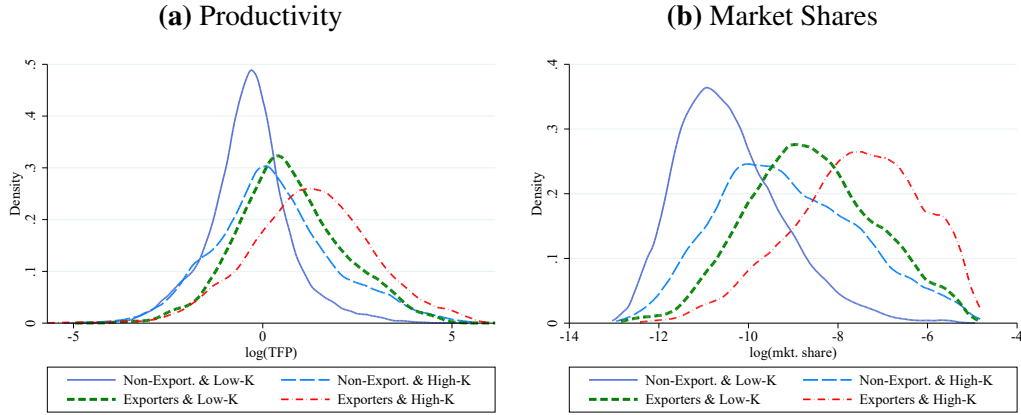 (a) Productivity
.5
.4
.3
.2
.1
0
Density
-5
0
5
log(TFP)
Non-Export. & Low-K
Non-Export. & High-K
Exporters & Low-K
Exporters & High-K
(b) Market Shares
.4
.3
.2
.1
0
Density
-14
-12
-10
-8
-6
-4
log(mkt. share)
Non-Export. & Low-K
Non-Export. & High-K
Exporters & Low-K
Exporters & High-K